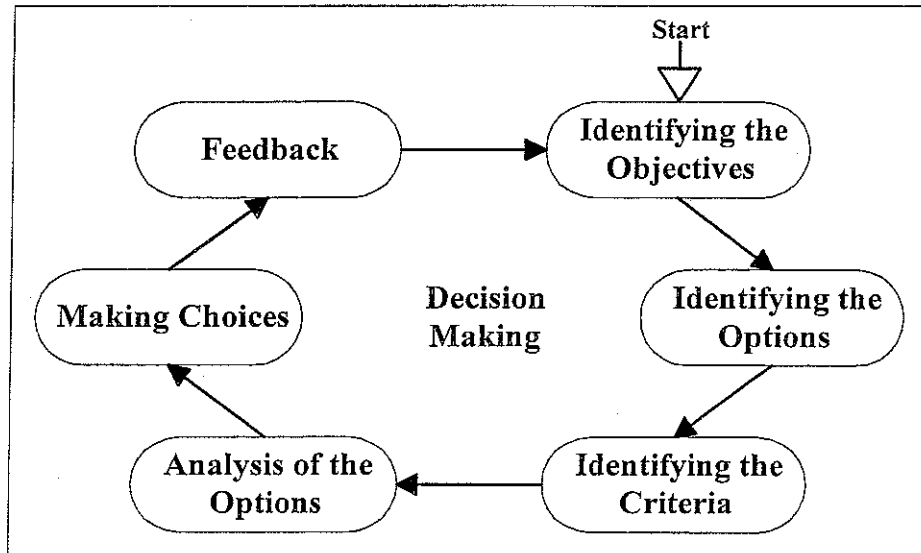 Start
Identifying the
Objectives
Identifying the
Options
Identifying the
Criteria
Analysis of the
Options
Making Choices
Feedback
Decision
Making